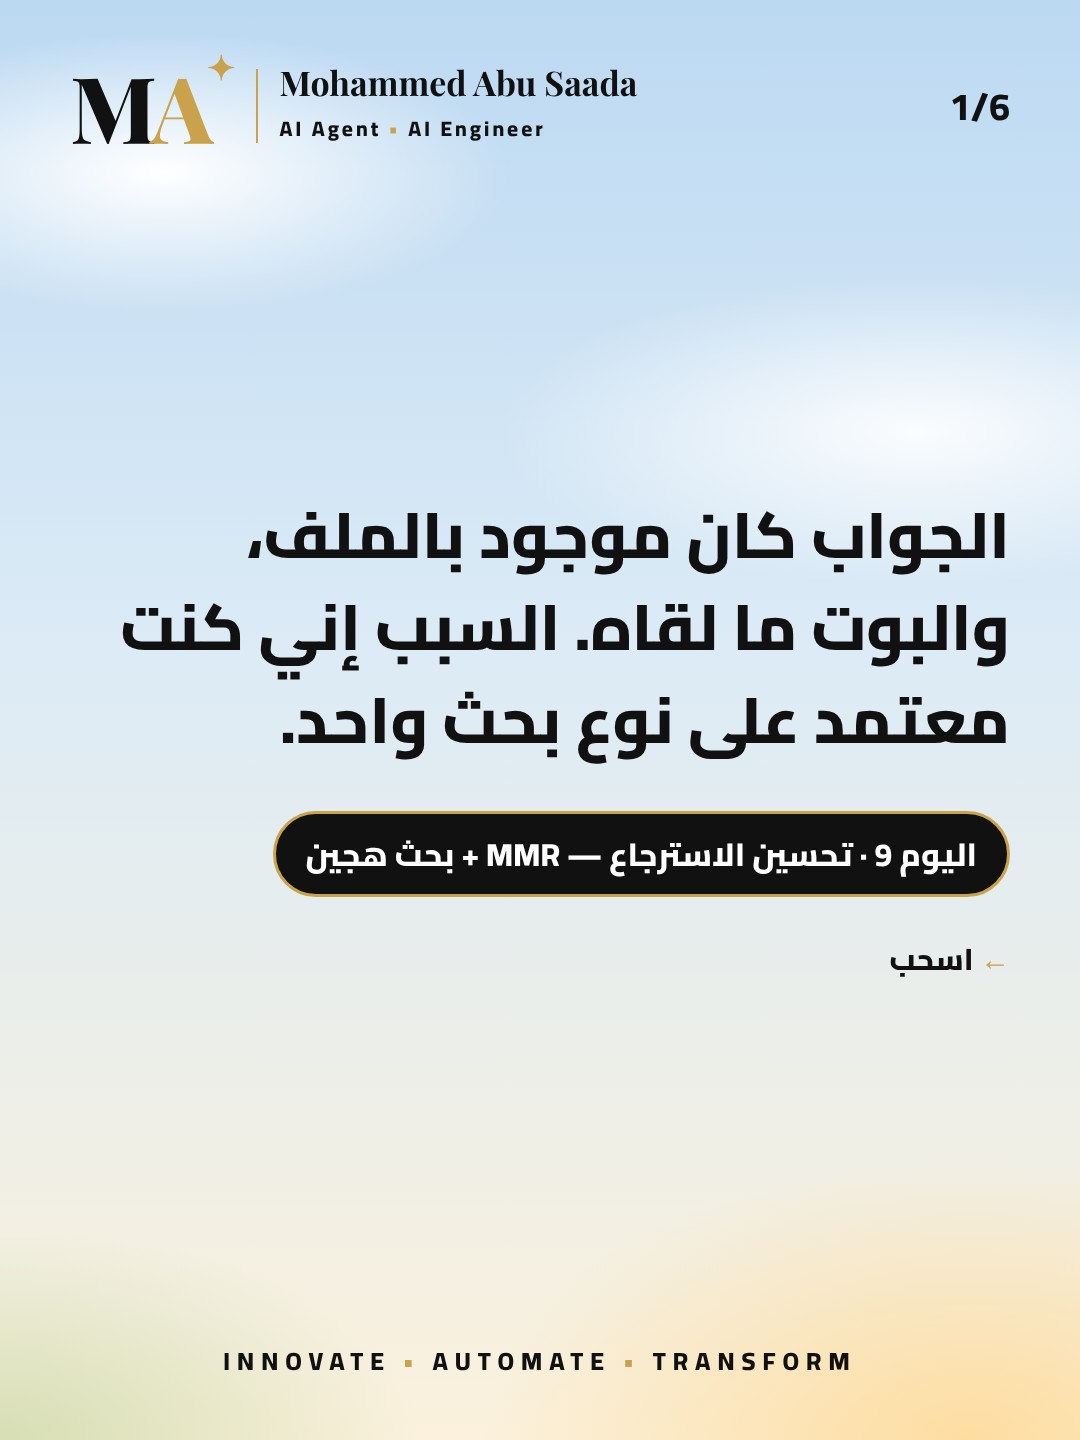 MA
Mohammed Abu Saada
AI Agent ▪ AI Engineer
1/6
الجواب كان موجود بالملف،
والبوت ما لقاه. السبب إني كنت
معتمد على نوع بحث واحد.
اليوم 9 · تحسين الاسترجاع — MMR + بحث هجين
← اسحب
INNOVATE ▪ AUTOMATE ▪ TRANSFORM